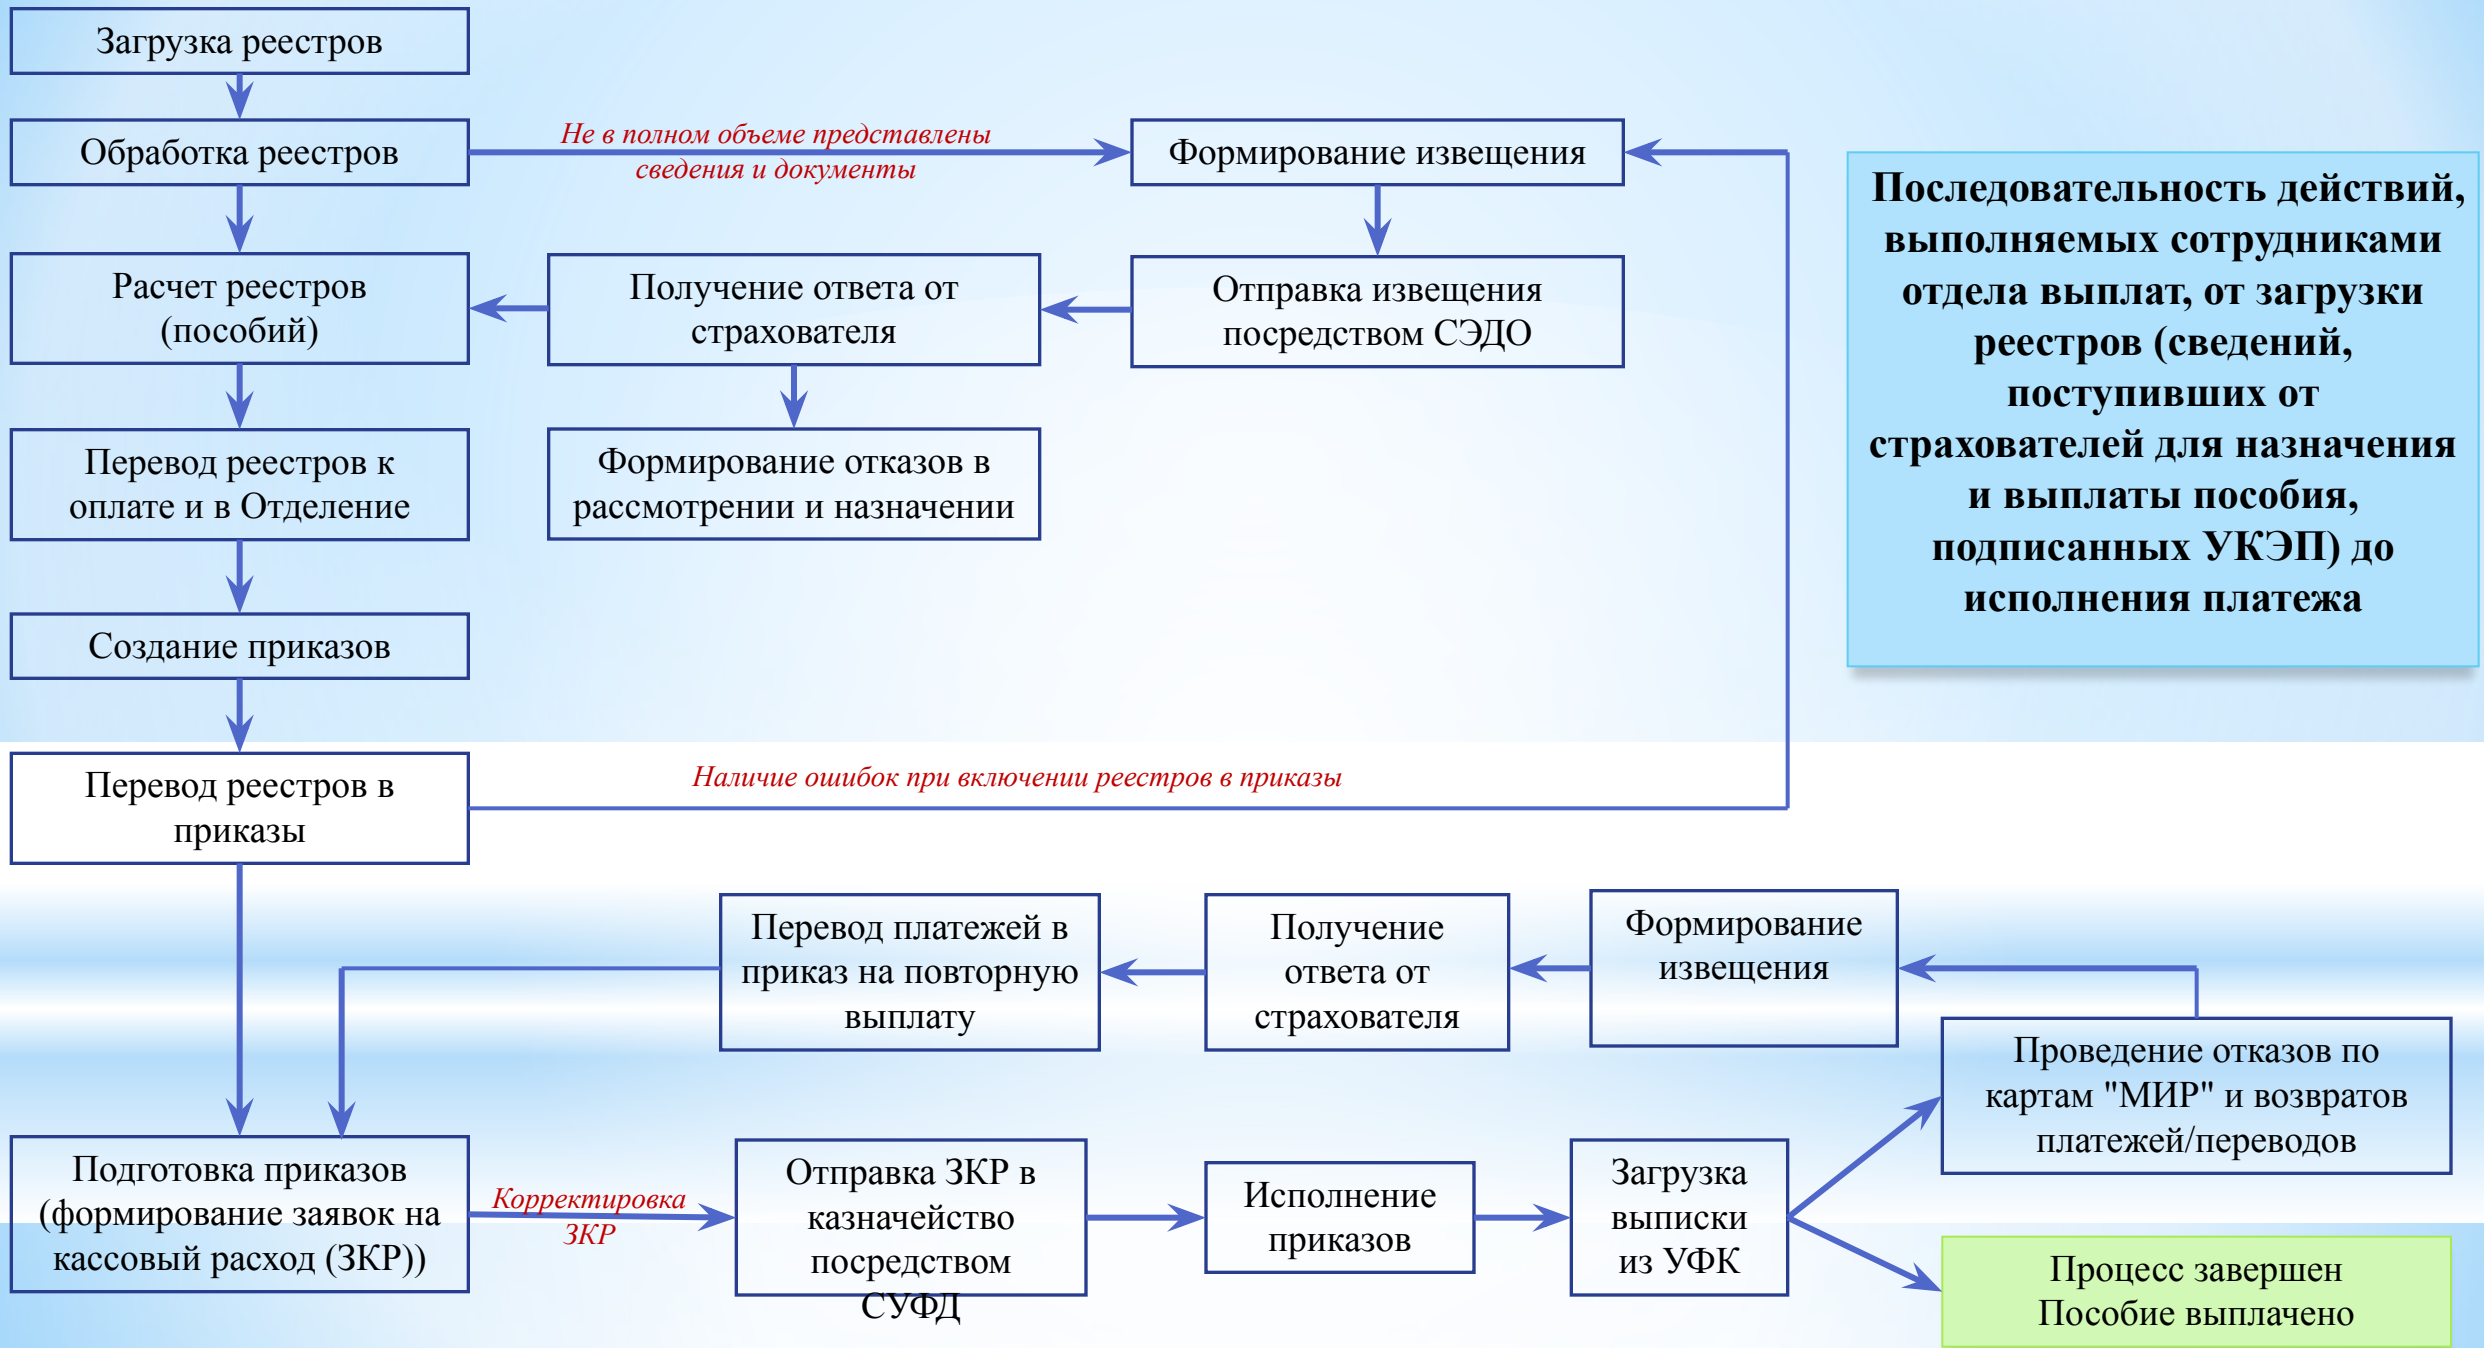 Загрузка реестров
Обработка реестров
Не в полном объеме представлены
сведения и документы
Формирование извещения
Последовательность действий,
выполняемых сотрудниками
отдела выплат, от загрузки
реестров (сведений,
поступивших от
страхователей для назначения
и выплаты пособия,
подписанных УКЭП) до
исполнения платежа
Расчет реестров
(пособий)
Получение ответа от
страхователя
Отправка извещения
посредством СЭДО
Перевод реестров к
оплате и в Отделение
Формирование отказов в
рассмотрении и назначении
Создание приказов
Перевод реестров в
приказы
Наличие ошибок при включении реестров в приказы
Перевод платежей в
приказ на повторную
выплату
Получение
ответа от
страхователя
Формирование
извещения
Проведение отказов по
картам "МИР" и возвратов
платежей/переводов
Подготовка приказов
(формирование заявок на
кассовый расход (ЗКР))
Корректировка
ЗКР
Отправка ЗКР в
казначейство
посредством
СУФД
Исполнение
приказов
Загрузка
выписки
из УФК
Процесс завершен
Пособие выплачено